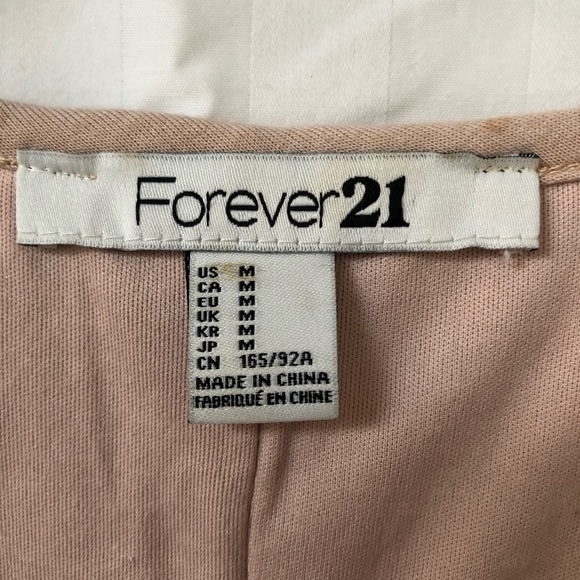 Forever21
US M
CA M
EU M
UK M
KR M
JP M
CN 165/92A
MADE IN CHINA
FABRIQUÉ EN CHINE